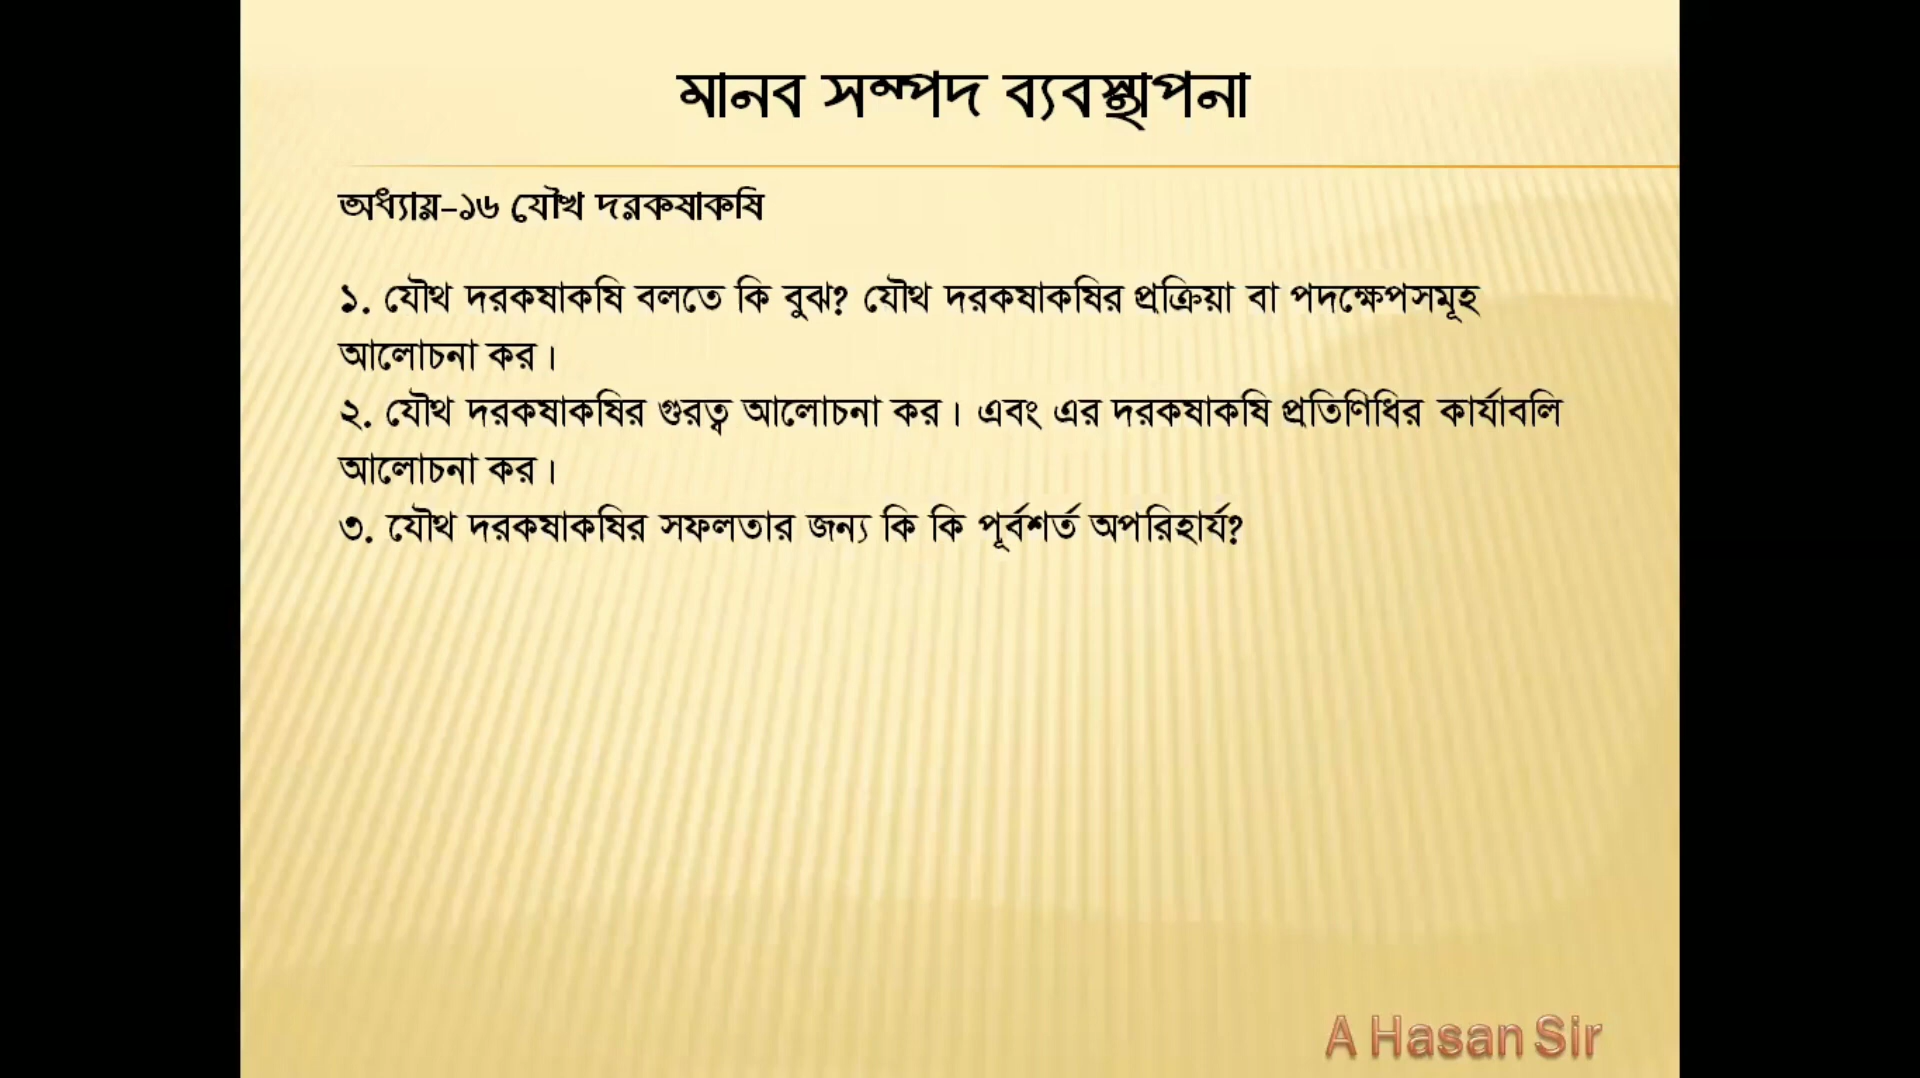 মানব সম্পদ ব্যবস্থাপনা
অধ্যায়-১৬ যৌথ দরকষাকষি
১. যৌথ দরকষাকষি বলতে কি বুঝ? যৌথ দরকষাকষির প্রক্রিয়া বা পদক্ষেপসমূহ
আলোচনা কর।
২. যৌথ দরকষাকষির গুরত্ব আলোচনা কর। এবং এর দরকষাকষি প্রতিণিধির কার্যাবলি
আলোচনা কর।
৩. যৌথ দরকষাকষির সফলতার জন্য কি কি পূর্বশর্ত অপরিহার্য?
A Hasan Sir